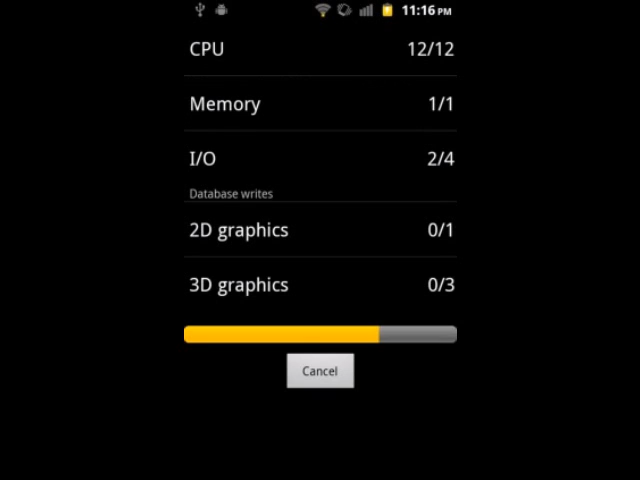 11:16 PM
CPU 12/12
Memory 1/1
I/O 2/4
Database writes
2D graphics 0/1
3D graphics 0/3
Cancel